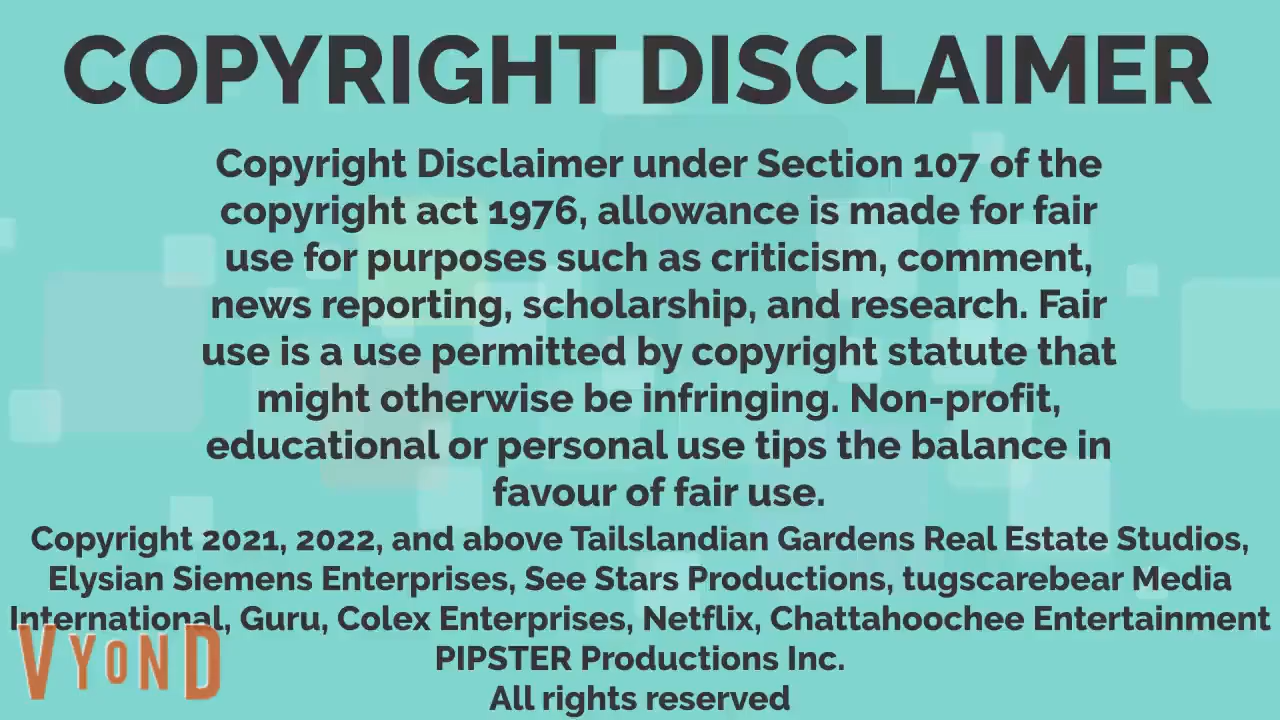 COPYRIGHT DISCLAIMER
Copyright Disclaimer under Section 107 of the
copyright act 1976, allowance is made for fair
use for purposes such as criticism, comment,
news reporting, scholarship, and research. Fair
use is a use permitted by copyright statute that
might otherwise be infringing. Non-profit,
educational or personal use tips the balance in
favour of fair use.
Copyright 2021, 2022, and above Tailslandian Gardens Real Estate Studios,
Elysian Siemens Enterprises, See Stars Productions, tugscarebear Media
International, Guru, Colex Enterprises, Netflix, Chattahoochee Entertainment
PIPSTER Productions Inc.
All rights reserved
VYOND